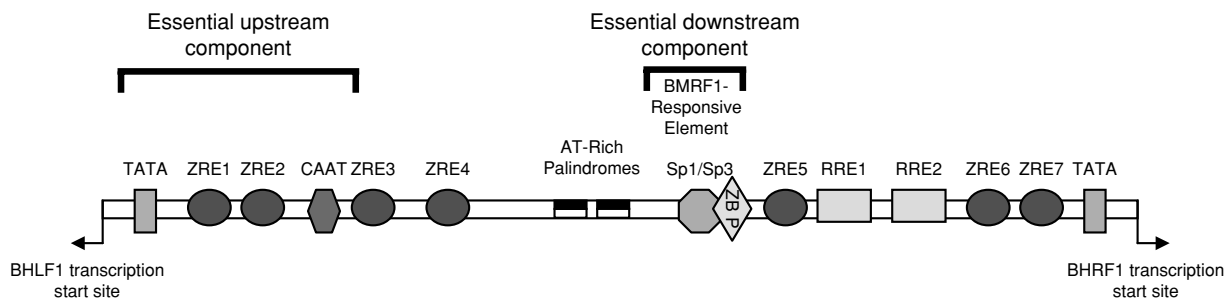 Essential upstream
component
Essential downstream
component
BMRF1-
Responsive
Element
AT-Rich
Palindromes
TATA ZRE1 ZRE2 CAAT ZRE3 ZRE4 Sp1/Sp3 ZRE5 RRE1 RRE2 ZRE6 ZRE7 TATA
ZB P
BHLF1 transcription
start site
BHRF1 transcription
start site